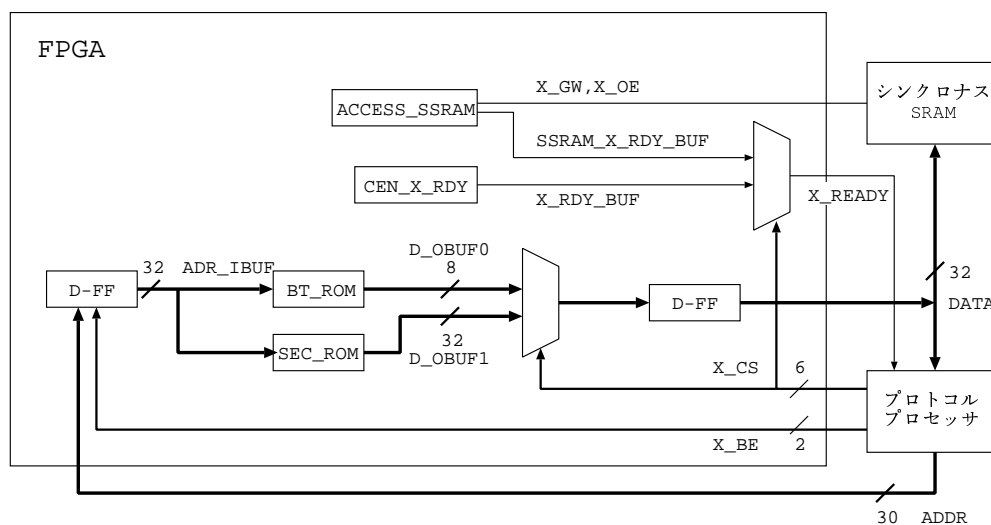 FPGA
X_GW,X_OE
シンクロナス
SRAM
ACCESS_SSRAM
SSRAM_X_RDY_BUF
CEN_X_RDY
X_RDY_BUF
X_READY
D_OBUF0
32
ADR_IBUF
8
32
D-FF
BT_ROM
D-FF
DATA
SEC_ROM
32
D_OBUF1
X_CS
6
プロトコル
プロセッサ
X_BE
2
30
ADDR